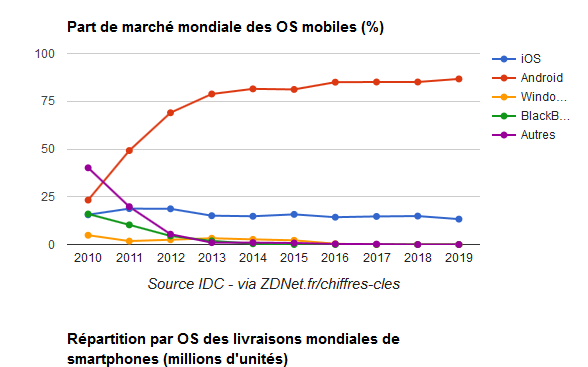 Part de marché mondiale des OS mobiles (%)
100
75
50
25
0
iOS
Android
Windo...
BlackB...
Autres
2010 2011 2012 2013 2014 2015 2016 2017 2018 2019
Source IDC - via ZDNet.fr/chiffres-cles
Répartition par OS des livraisons mondiales de
smartphones (millions d'unités)